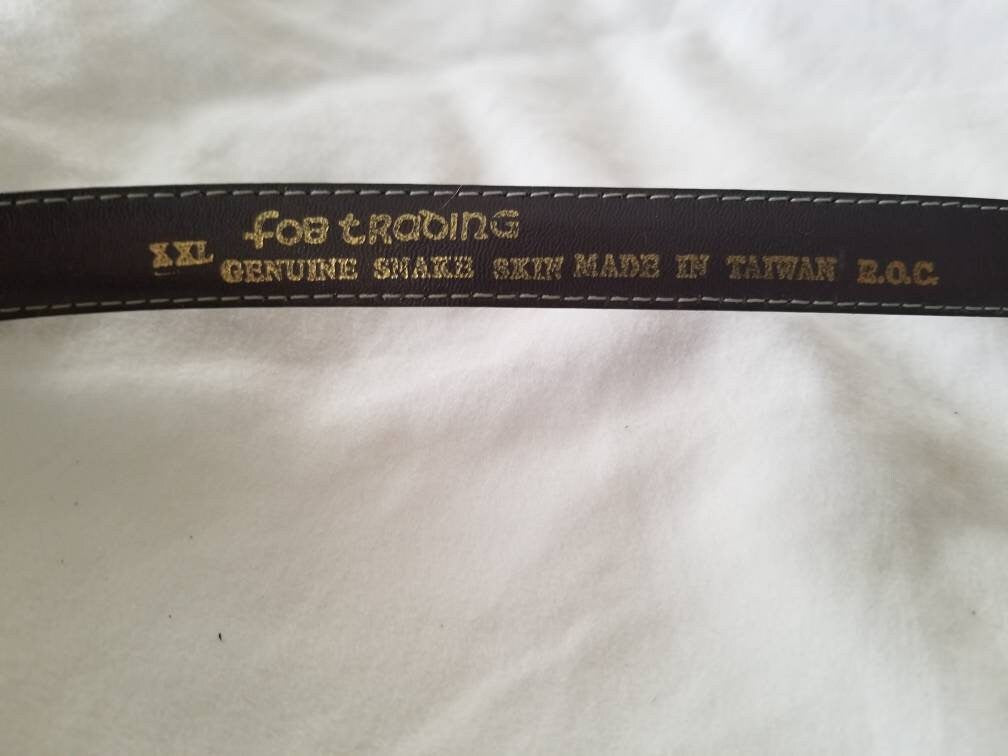 XXL
foB tRaDING
GENUINE SNAKE SKIN MADE IN TAIWAN R.O.C.